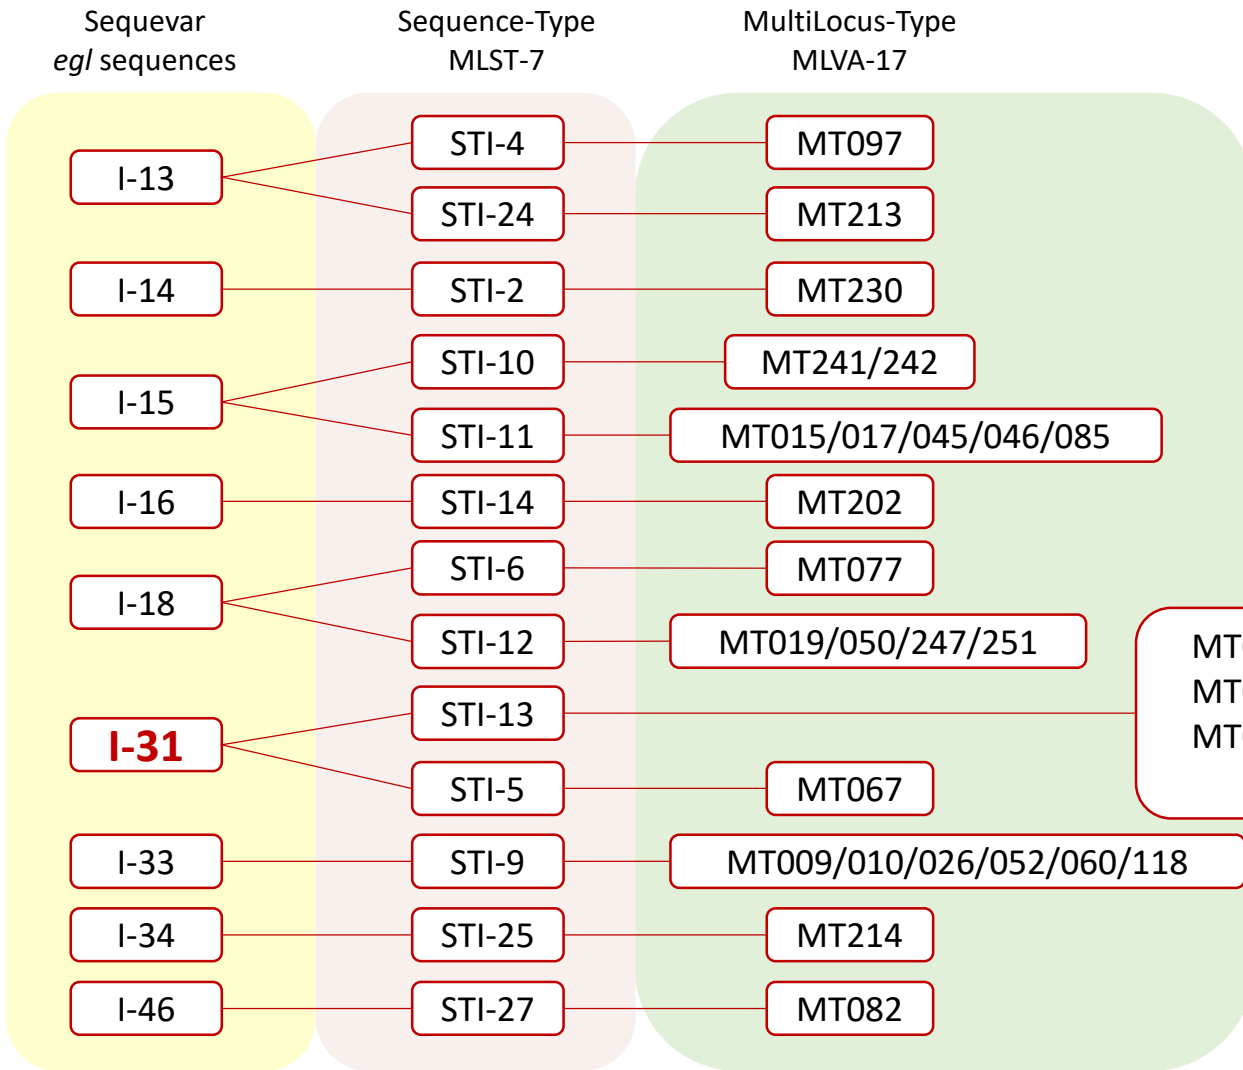 Sequevar
egl sequences
Sequence-Type
MLST-7
MultiLocus-Type
MLVA-17
I-13
STI-4
MT097
STI-24
MT213
I-14
STI-2
MT230
I-15
STI-10
MT241/242
STI-11
MT015/017/045/046/085
I-16
STI-14
MT202
I-18
STI-6
MT077
STI-12
MT019/050/247/251
I-31
STI-13
STI-5
MT067
I-33
STI-9
MT009/010/026/052/060/118
I-34
STI-25
MT214
I-46
STI-27
MT082